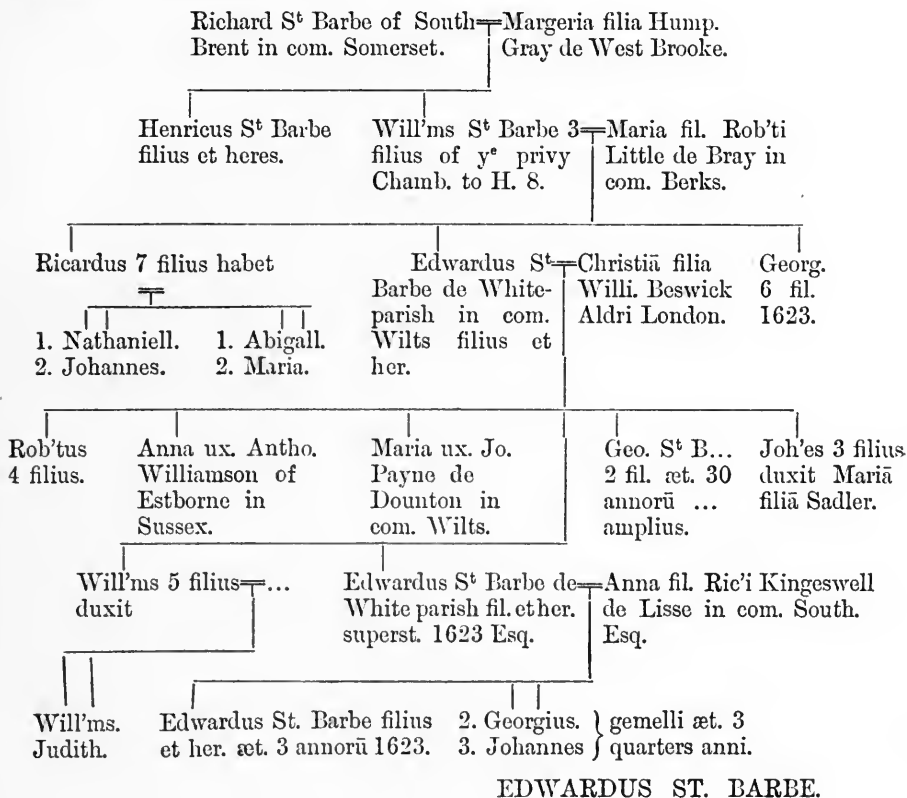 Richard Sᵗ Barbe of South Brent in com. Somerset.
Margeria filia Hump. Gray de West Brooke.
Henricus Sᵗ Barbe
filius et heres.
Will'ms Sᵗ Barbe 3
filius of yᵉ privy
Chamb. to H. 8.
Maria fil. Rob'ti
Little de Bray in
com. Berks.
Ricardus 7 filius habet
1. Nathaniell.
2. Johannes.
1. Abigall.
2. Maria.
Edwardus Sᵗ
Barbe de White-
parish in com.
Wilts filius et
her.
Christiā filia
Willi. Beswick
Aldri London.
Georg.
6 fil.
1623.
Rob'tus
4 filius.
Anna ux. Antho.
Williamson of
Estborne in
Sussex.
Maria ux. Jo.
Payne de
Dounton in
com. Wilts.
Geo. Sᵗ B...
2 fil. æt. 30
annorū ...
amplius.
Joh'es 3 filius
duxit Mariā
filiā Sadler.
Will'ms 5 filius
duxit
...
Edwardus Sᵗ Barbe de
White parish fil. et her.
superst. 1623 Esq.
Anna fil. Ric'i Kingeswell
de Lisse in com. South.
Esq.
Will'ms.
Judith.
Edwardus St. Barbe filius
et her. æt. 3 annorū 1623.
2. Georgius.
3. Johannes
} gemelli æt. 3
quarters anni.
EDWARDUS ST. BARBE.